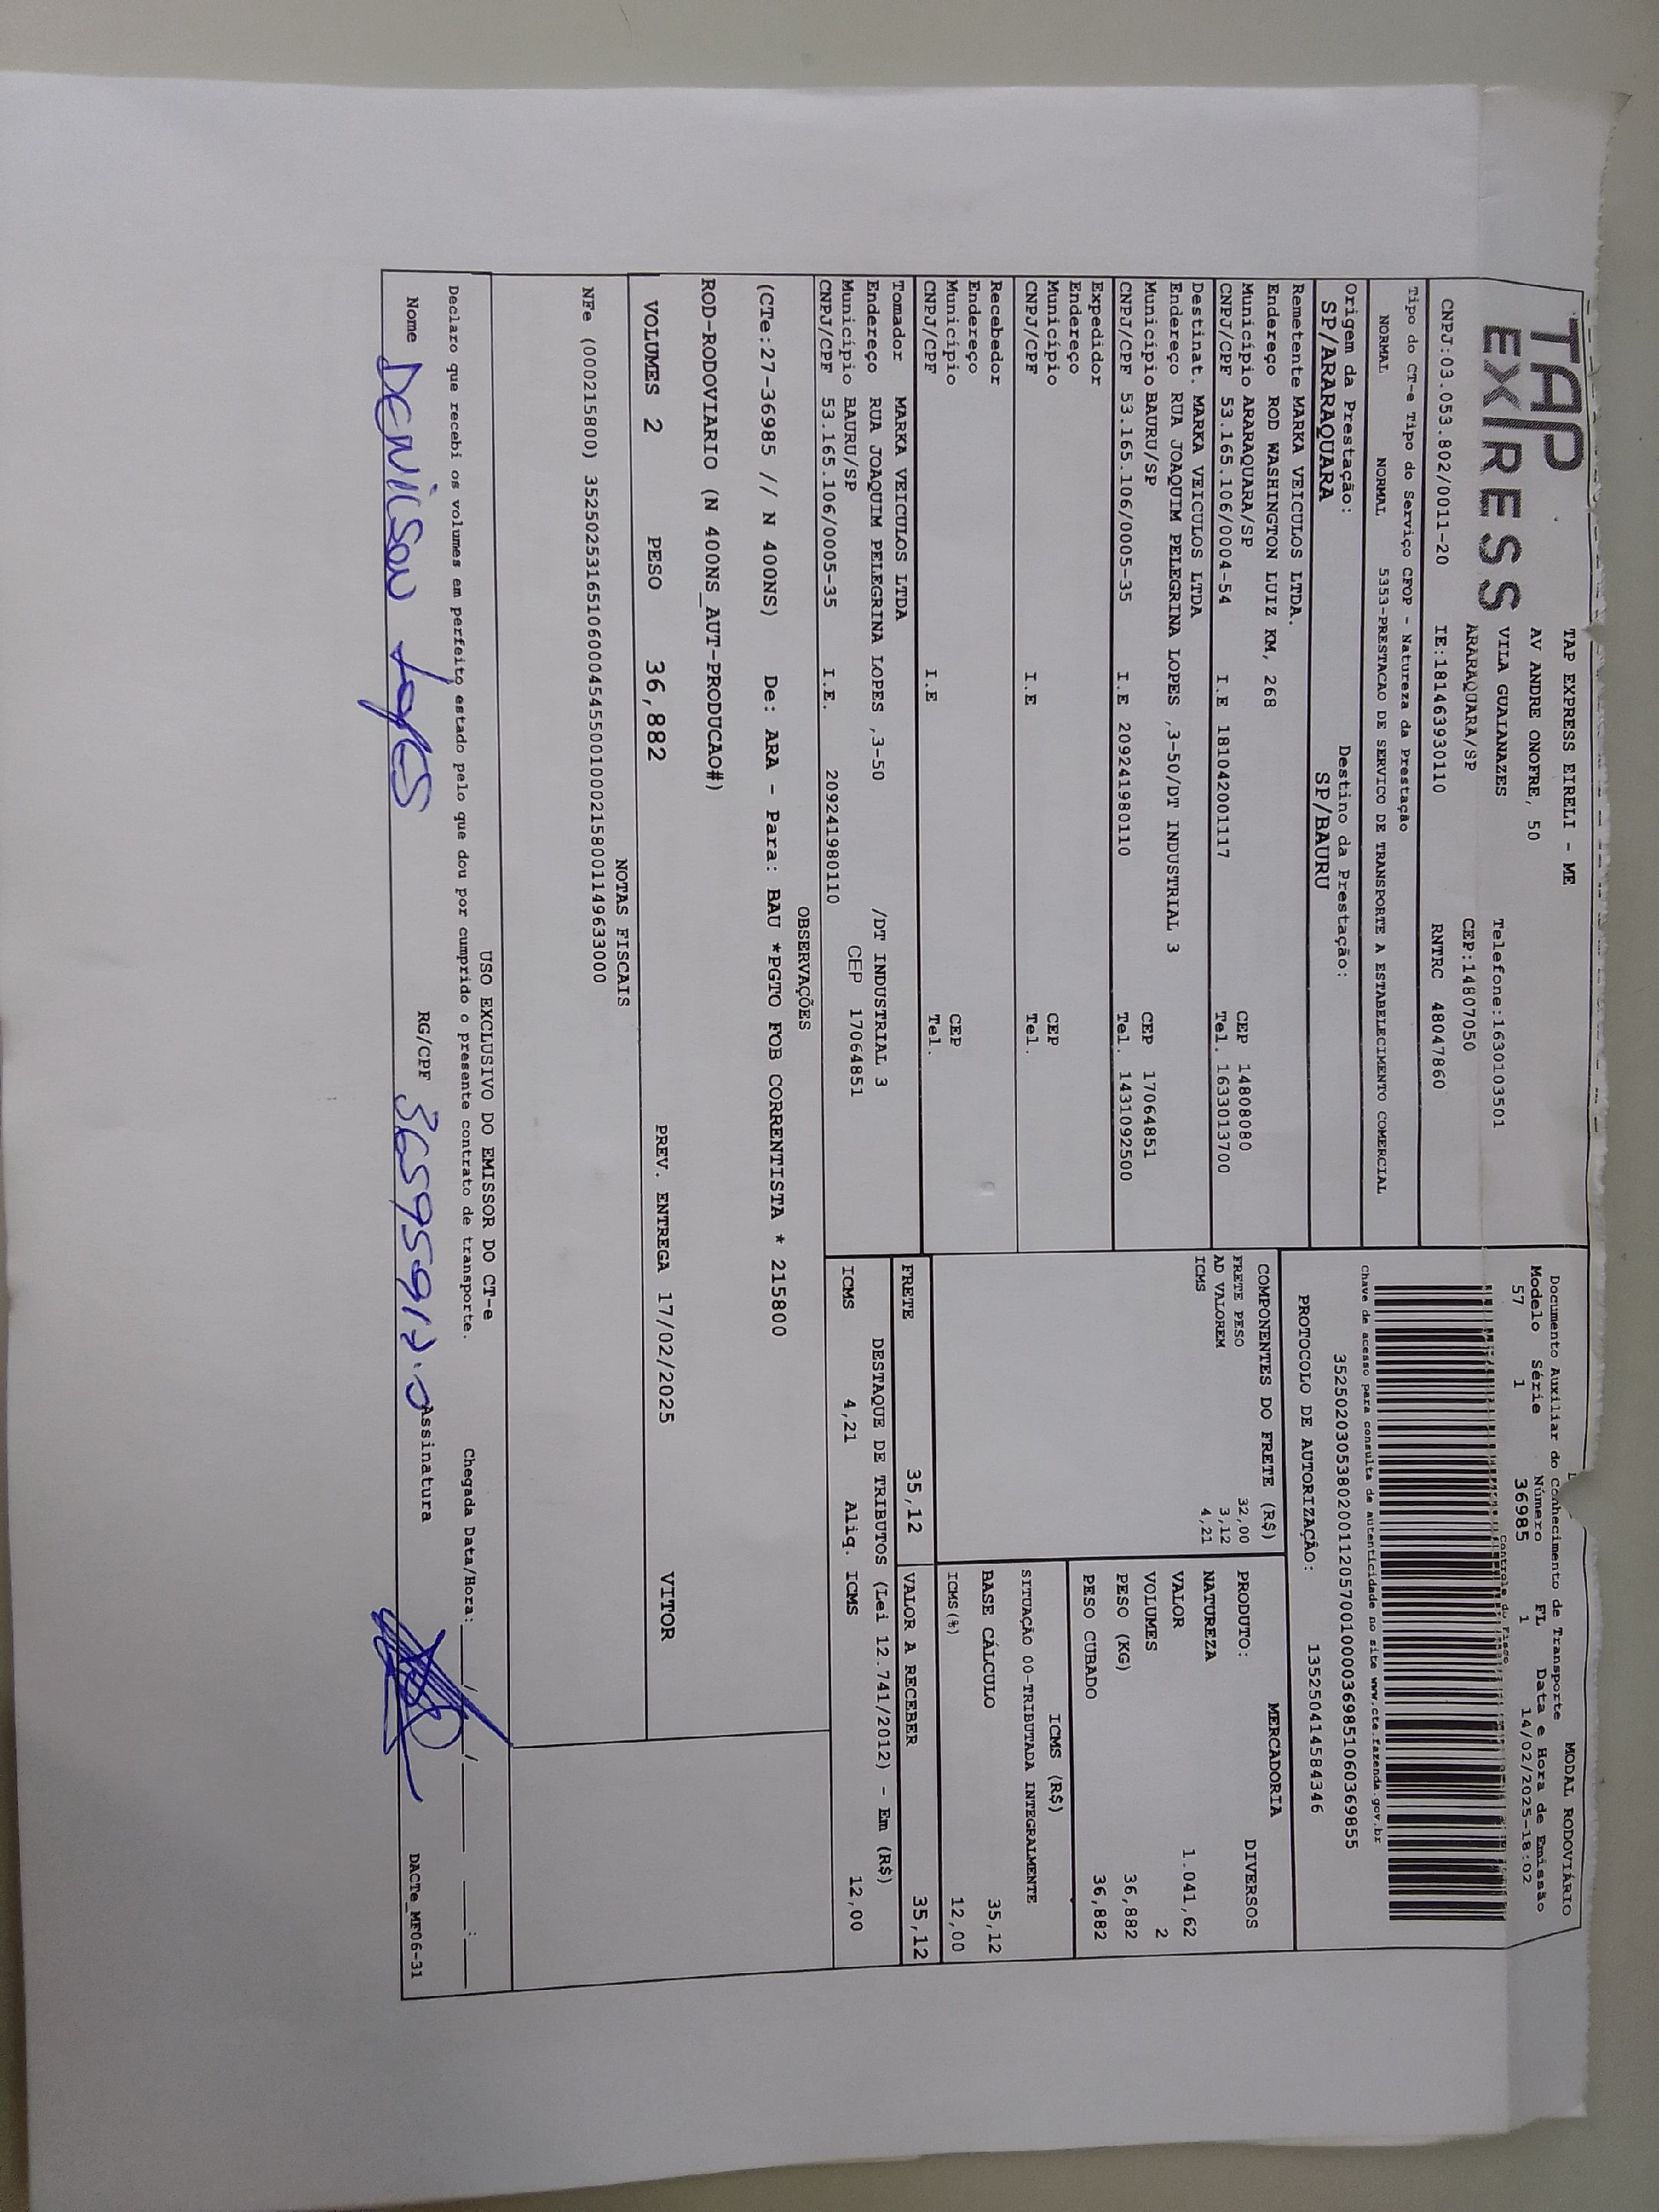 TAP
EXPRESS
TAP EXPRESS EIRELI - ME
AV ANDRE ONOFRE, 50
VILA GUAIANAZES Telefone:1630103501
ARARAQUARA/SP CEP:14807050
CNPJ:03.053.802/0011-20 IE:181463930110 RNTRC 48047860
MODAL RODOVIÁRIO
Documento Auxiliar do Conhecimento de Transporte
Modelo Série Número FL Data e Hora de Emissão
57 1 36985 1 14/02/2025-18:02
Controle do Fisco
Chave de acesso para consulta de autenticidade no site www.cte.fazenda.gov.br
35250203053802001120570010000369851060369855
PROTOCOLO DE AUTORIZAÇÃO: 135250414584346
Tipo do CT-e Tipo do Serviço CFOP - Natureza da Prestação
NORMAL NORMAL 5353-PRESTACAO DE SERVICO DE TRANSPORTE A ESTABELECIMENTO COMERCIAL
Origem da Prestação: Destino da Prestação:
SP/ARARAQUARA SP/BAURU
Remetente MARKA VEICULOS LTDA.
Endereço ROD WASHINGTON LUIZ KM, 268
Município ARARAQUARA/SP CEP 14808080
CNPJ/CPF 53.165.106/0004-54 I.E 181042001117 Tel. 1633013700
Destinat. MARKA VEICULOS LTDA
Endereço RUA JOAQUIM PELEGRINA LOPES ,3-50/DT INDUSTRIAL 3
Município BAURU/SP CEP 17064851
CNPJ/CPF 53.165.106/0005-35 I.E 209241980110 Tel. 1431092500
Expedidor
Endereço
Município CEP
CNPJ/CPF I.E Tel.
Recebedor
Endereço
Município CEP
CNPJ/CPF I.E Tel.
Tomador MARKA VEICULOS LTDA
Endereço RUA JOAQUIM PELEGRINA LOPES ,3-50 /DT INDUSTRIAL 3
Município BAURU/SP CEP 17064851
CNPJ/CPF 53.165.106/0005-35 I.E. 209241980110
COMPONENTES DO FRETE (R$)
FRETE PESO 32,00
AD VALOREM 3,12
ICMS 4,21
MERCADORIA
PRODUTO: DIVERSOS
NATUREZA
VALOR 1.041,62
VOLUMES 2
PESO (KG) 36,882
PESO CUBADO 36,882
ICMS (R$)
SITUAÇÃO 00-TRIBUTADA INTEGRALMENTE
BASE CÁLCULO 35,12
ICMS(%) 12,00
FRETE 35,12 VALOR A RECEBER 35,12
DESTAQUE DE TRIBUTOS (Lei 12.741/2012) - Em (R$)
ICMS 4,21 Aliq. ICMS 12,00
OBSERVAÇÕES
(CTe:27-36985 // N 400NS) De: ARA - Para: BAU *PGTO FOB CORRENTISTA * 215800
ROD-RODOVIARIO (N 400NS_AUT-PRODUCAO#)
VOLUMES 2 PESO 36,882 PREV. ENTREGA 17/02/2025 VITOR
NOTAS FISCAIS
NFe (000215800) 35250253165106000454550010002158001149633000
USO EXCLUSIVO DO EMISSOR DO CT-e
Declaro que recebi os volumes em perfeito estado pelo que dou por cumprido o presente contrato de transporte. Chegada Data/Hora: / / :
Nome Denilson Lopes RG/CPF Assinatura DACTe_MF06-31